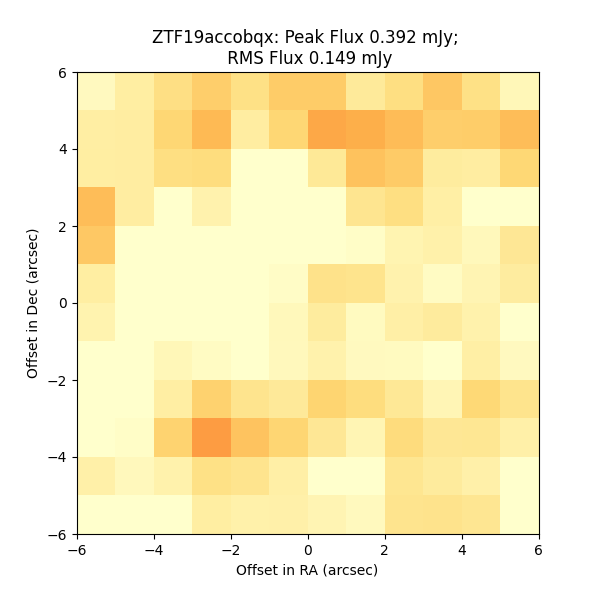 ZTF19accobqx: Peak Flux 0.392 mJy;
RMS Flux 0.149 mJy
6
4
2
0
−2
−4
−6
Offset in Dec (arcsec)
−6 −4 −2 0 2 4 6
Offset in RA (arcsec)